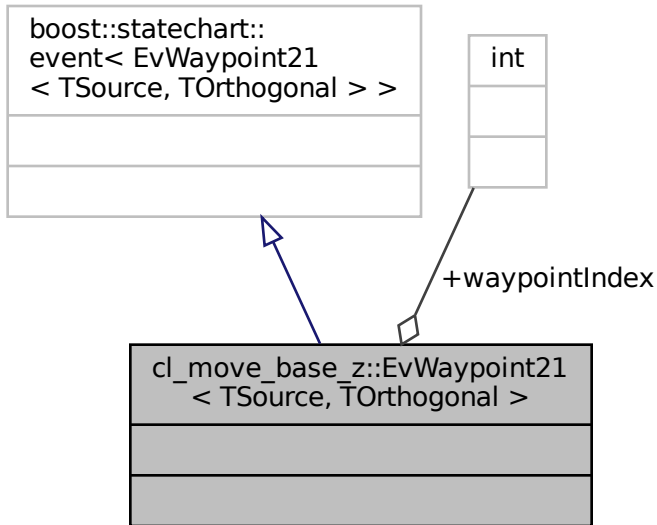 boost::statechart::
event< EvWaypoint21
< TSource, TOrthogonal > >
int
+waypointIndex
cl_move_base_z::EvWaypoint21
< TSource, TOrthogonal >